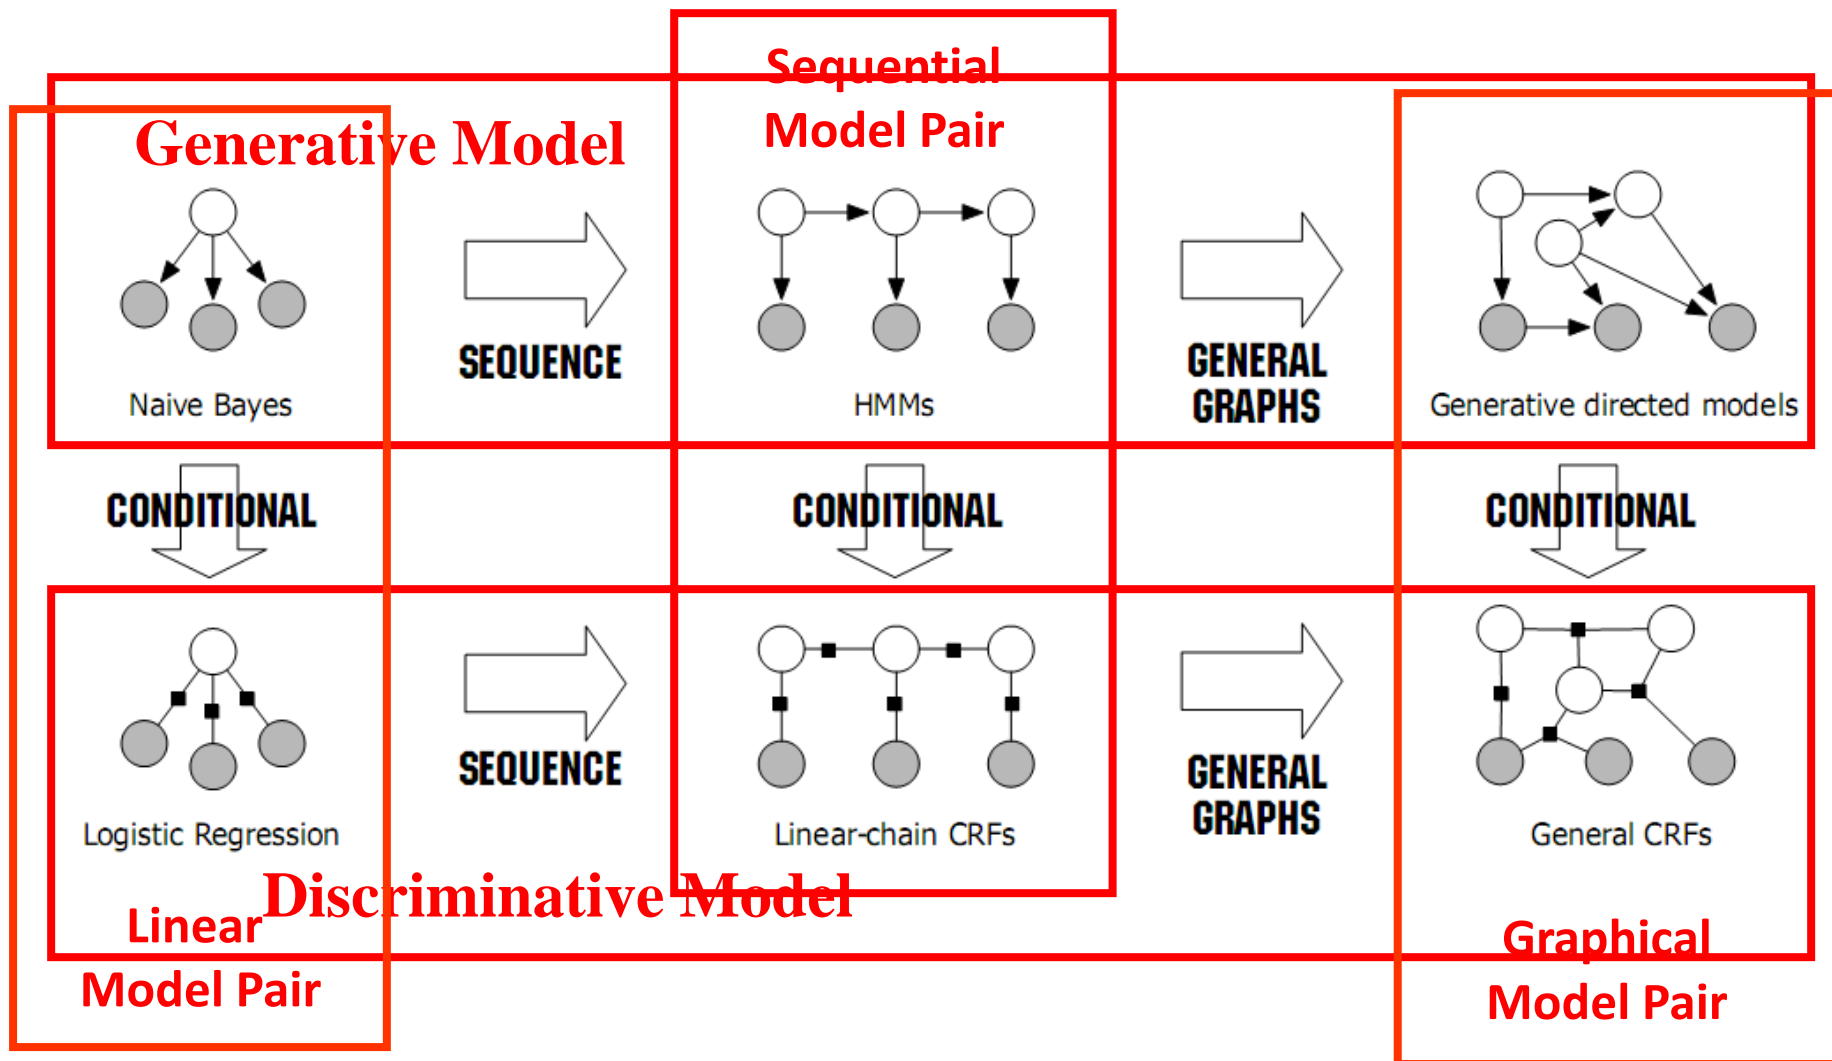 Sequential
Model Pair
Generative Model
SEQUENCE
GENERAL
GRAPHS
Naive Bayes
HMMs
Generative directed models
CONDITIONAL
CONDITIONAL
CONDITIONAL
SEQUENCE
GENERAL
GRAPHS
Logistic Regression
Linear-chain CRFs
General CRFs
Discriminative Model
Linear
Model Pair
Graphical
Model Pair